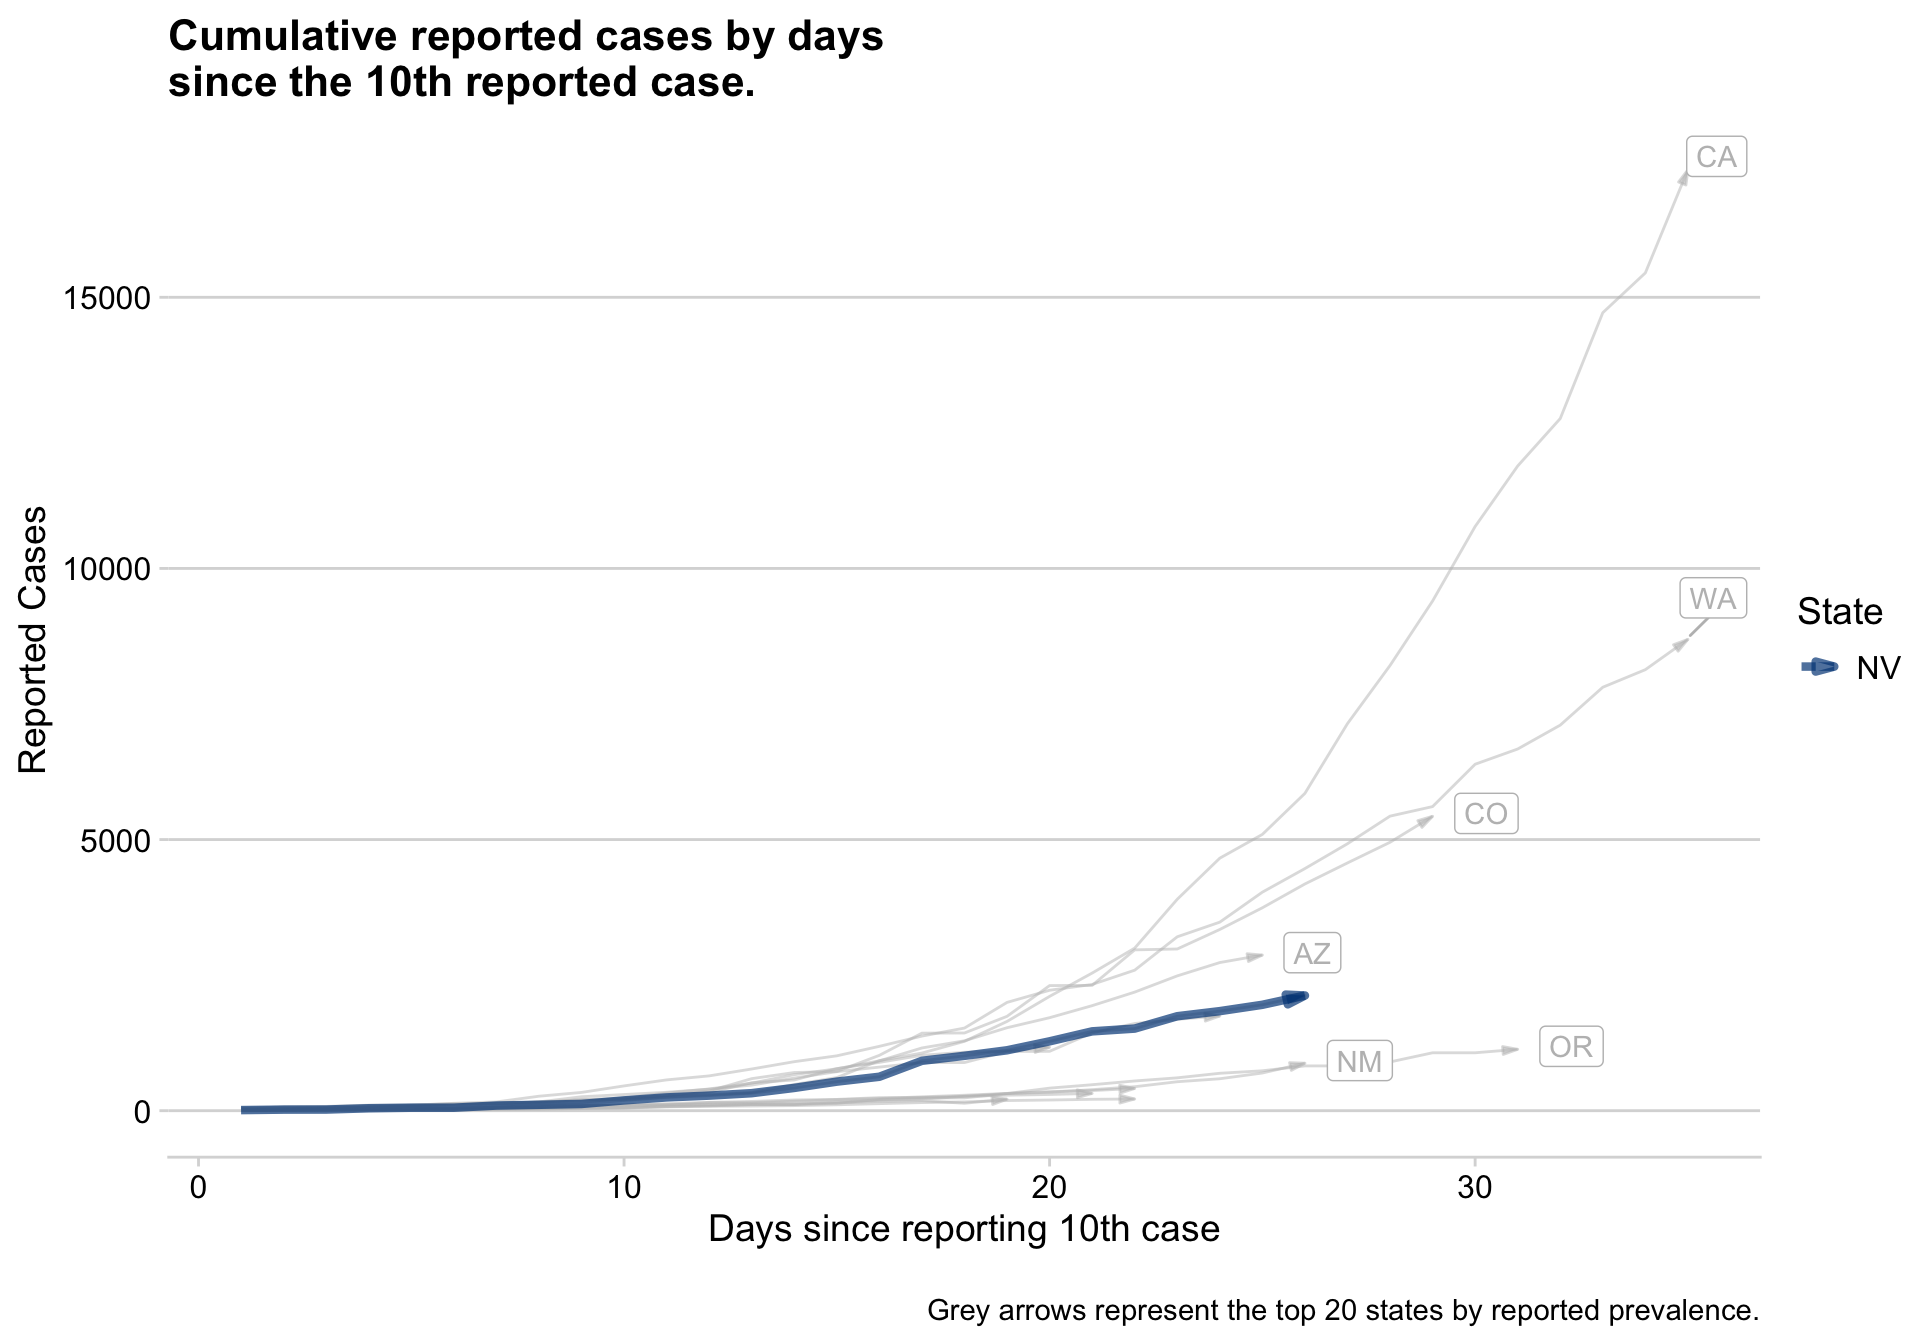 Cumulative reported cases by days
since the 10th reported case.
CA
15000
10000
WA
State
NV
Reported Cases
CO
5000
AZ
OR
NM
0
0 10 20 30
Days since reporting 10th case
Grey arrows represent the top 20 states by reported prevalence.